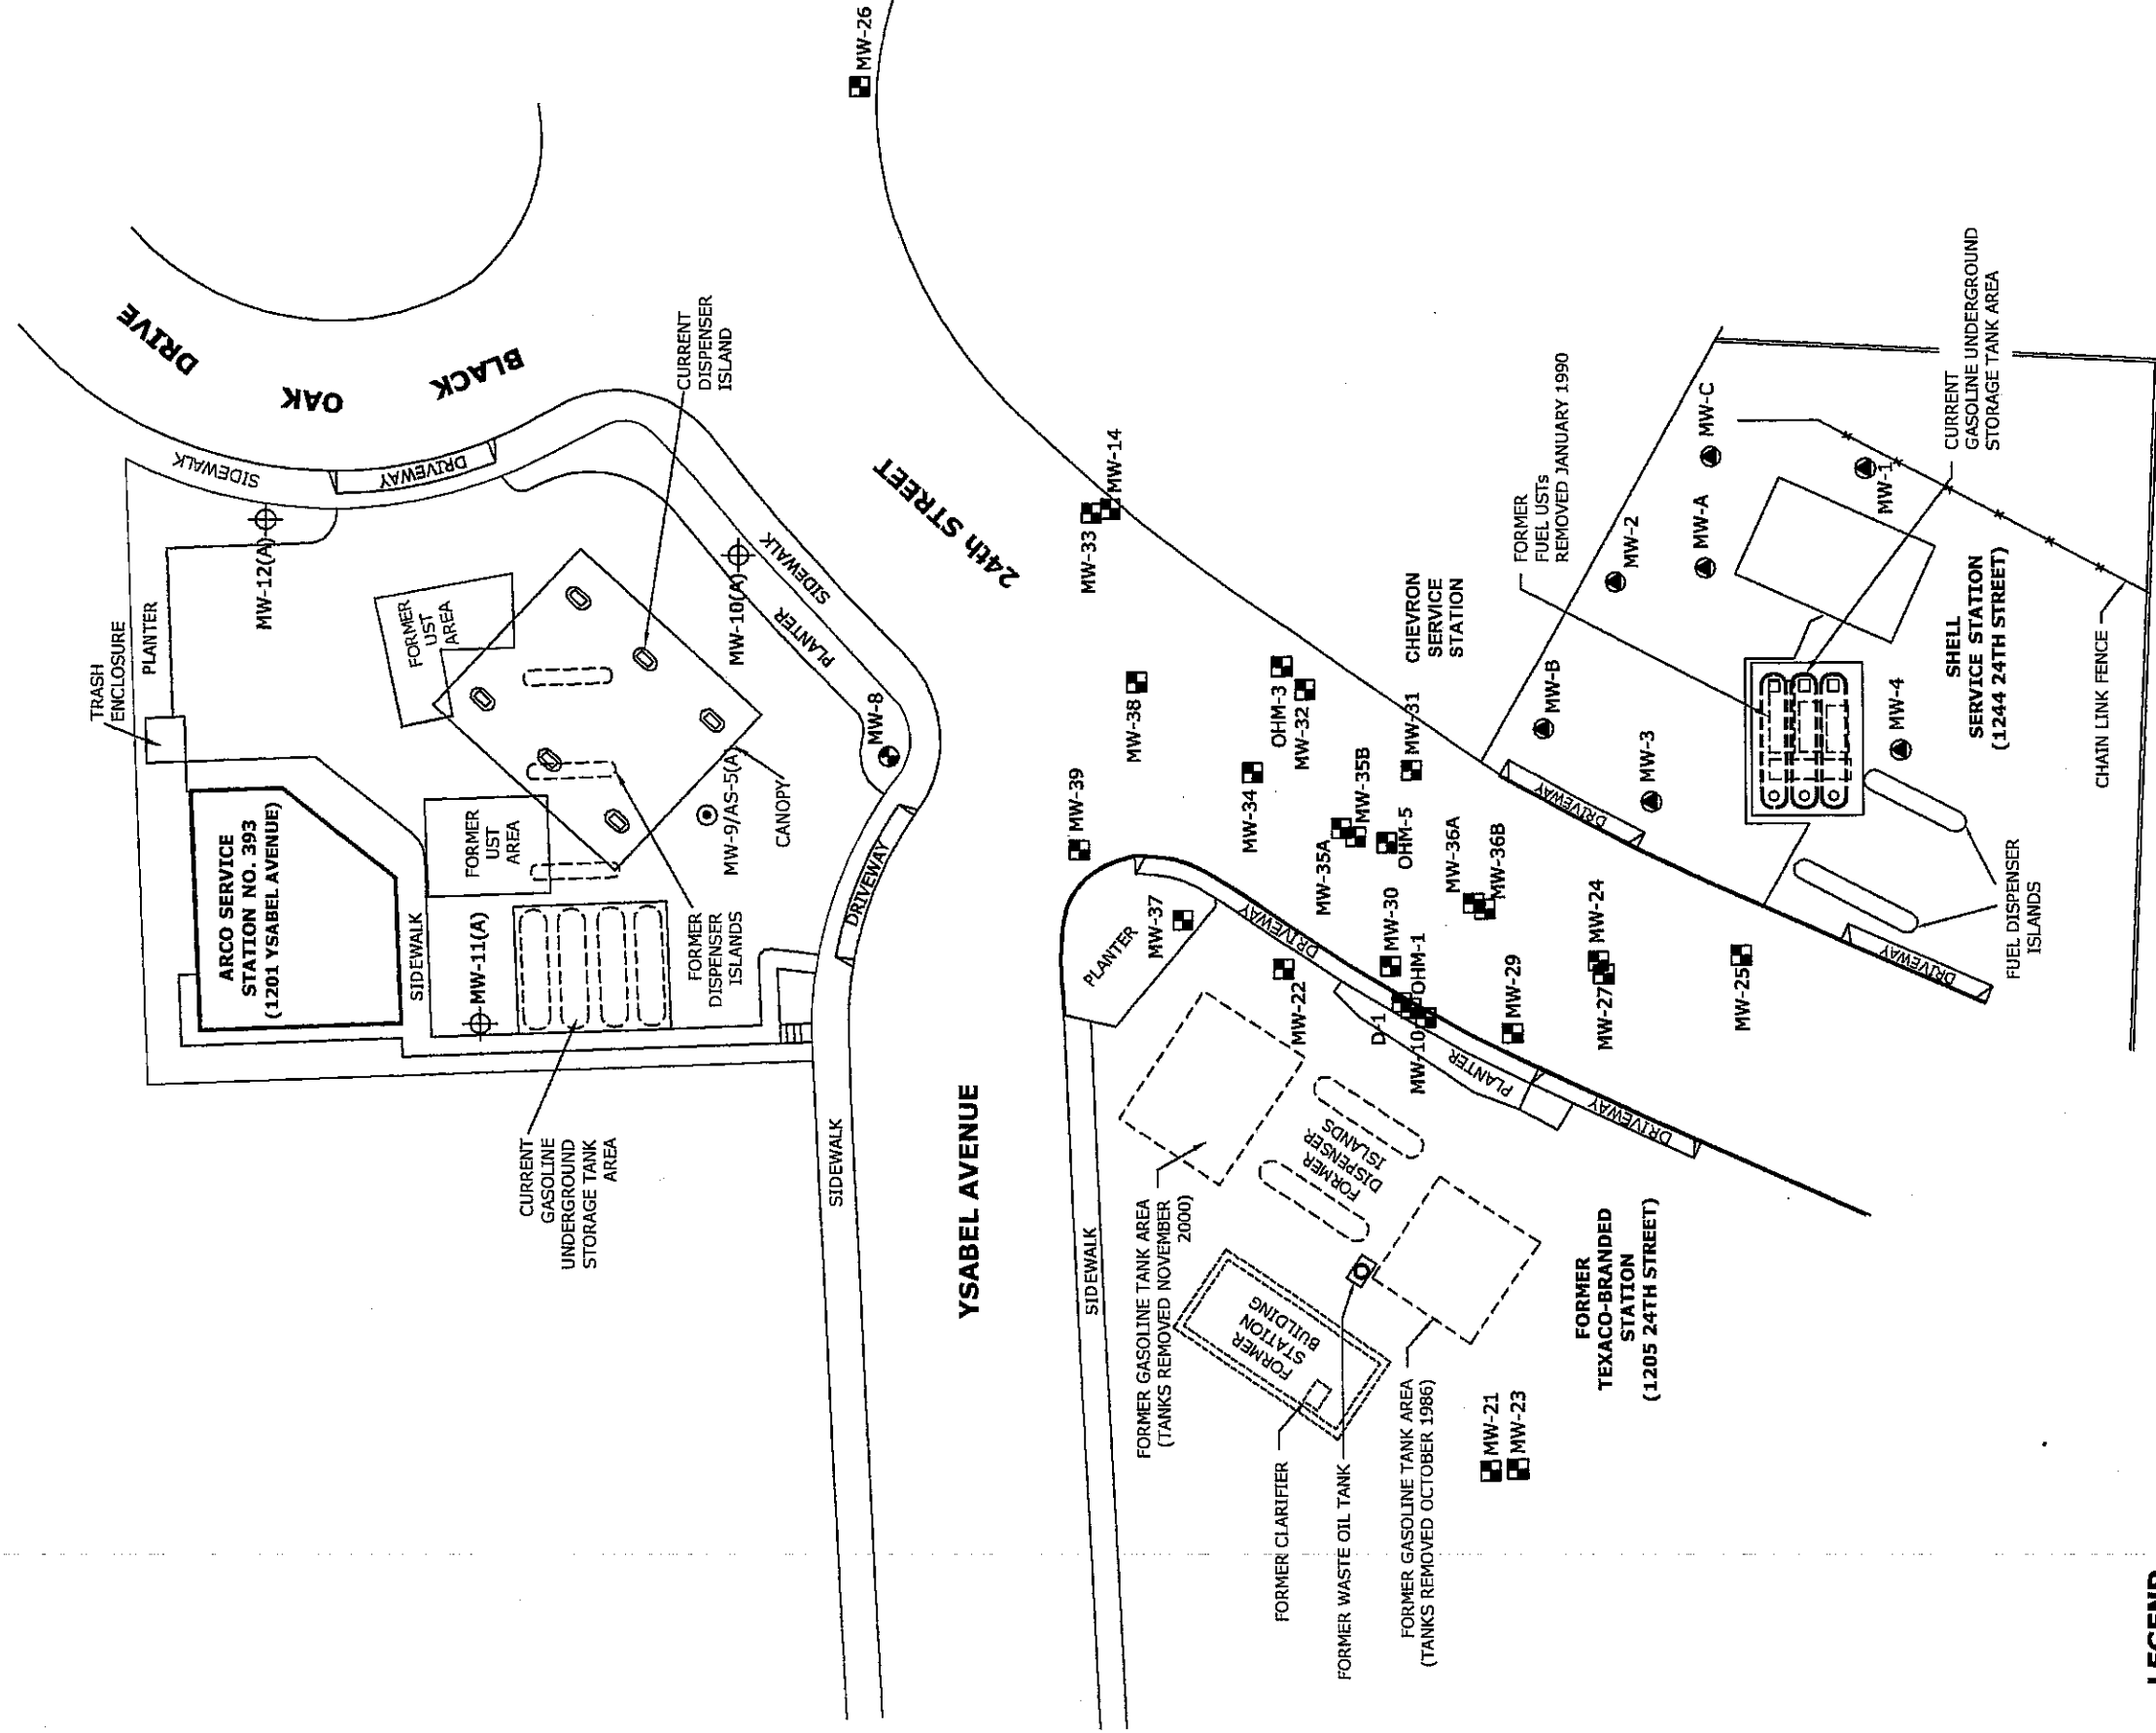 TRASH
ENCLOSURE
PLANTER
ARCO SERVICE
STATION NO. 393
(1201 YSABEL AVENUE)
SIDEWALK
MW-12(A)
SIDEWALK
DRIVEWAY
BLACK
OAK
DRIVE
FORMER
UST
AREA
CURRENT
DISPENSER
ISLAND
FORMER
UST
AREA
MW-10(A)
PLANTER
SIDEWALK
MW-8
MW-9/AS-5(A
CANOPY
MW-11(A)
FORMER
DISPENSER
ISLANDS
DRIVEWAY
CURRENT
GASOLINE
UNDERGROUND
STORAGE TANK
AREA
SIDEWALK
YSABEL AVENUE
SIDEWALK
24th STREET
MW-26
MW-33
MW-14
MW-38
MW-39
OHM-3
MW-32
MW-34
MW-35A
MW-35B
MW-31
OHM-5
MW-36A
MW-36B
MW-37
PLANTER
DRIVEWAY
MW-22
MW-30
D-1
OHM-1
MW-10
MW-29
MW-24
MW-27
MW-25
PLANTER
DRIVEWAY
CHEVRON
SERVICE
STATION
FORMER
FUEL USTs
REMOVED JANUARY 1990
MW-2
MW-A
MW-C
MW-1
MW-B
MW-3
MW-4
DRIVEWAY
DRIVEWAY
CURRENT
GASOLINE UNDERGROUND
STORAGE TANK AREA
SHELL
SERVICE STATION
(1244 24TH STREET)
CHAIN LINK FENCE
FUEL DISPENSER
ISLANDS
FORMER GASOLINE TANK AREA
(TANKS REMOVED NOVEMBER
2000)
FORMER
DISPENSER
ISLANDS
FORMER
STATION
BUILDING
FORMER CLARIFIER
FORMER WASTE OIL TANK
FORMER GASOLINE TANK AREA
(TANKS REMOVED OCTOBER 1986)
MW-21
MW-23
FORMER
TEXACO-BRANDED
STATION
(1205 24TH STREET)
LEGEND